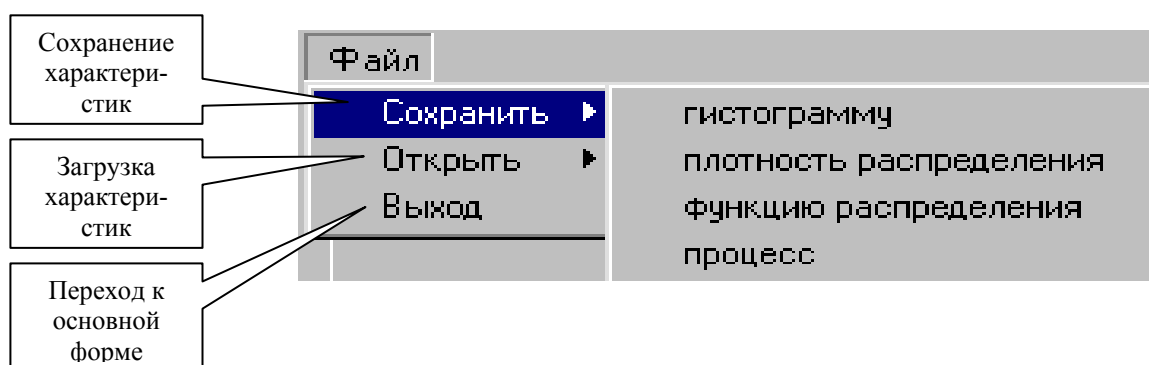 Сохранение
характери-
стик
Загрузка
характери-
стик
Переход к
основной
форме
Файл
Сохранить
Открыть
Выход
гистограмму
плотность распределения
функцию распределения
процесс